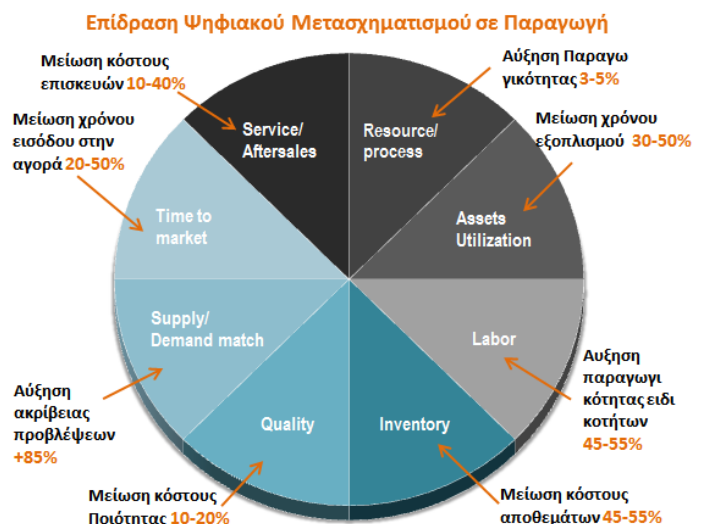 Επίδραση Ψηφιακού Μετασχηματισμού σε Παραγωγή
Μείωση κόστους
επισκευών 10-40%
Αύξηση Παραγω
γικότητας 3-5%
Μείωση χρόνου
εισόδου στην
αγορά 20-50%
Μείωση χρόνου
εξοπλισμού 30-50%
Service/
Aftersales
Resource/
process
Time to
market
Assets
Utilization
Supply/
Demand match
Labor
Quality
Inventory
Αύξηση
ακρίβειας
προβλέψεων
+85%
Αυξηση
παραγωγι
κότητας ειδι
κοτήτων
45-55%
Μείωση κόστους
Ποιότητας 10-20%
Μείωση κόστους
αποθεμάτων 45-55%